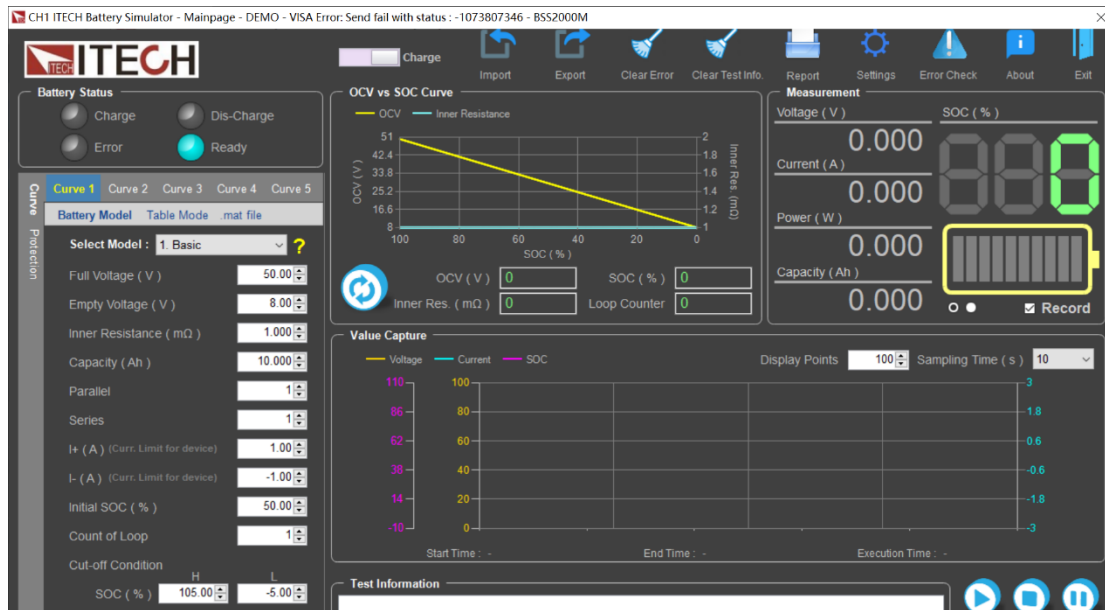 CH1 ITECH Battery Simulator - Mainpage - DEMO - VISA Error: Send fail with status : -1073807346 - BSS2000M
ITECH ITECH
Charge
Import Export Clear Error Clear Test Info. Report Settings Error Check About Exit
Battery Status
Charge Dis-Charge
Error Ready
Curve
Protection
Curve 1 Curve 2 Curve 3 Curve 4 Curve 5
Battery Model Table Mode .mat file
Select Model : 1. Basic ?
Full Voltage ( V ) 50.00
Empty Voltage ( V ) 8.00
Inner Resistance ( mΩ ) 1.000
Capacity ( Ah ) 10.000
Parallel 1
Series 1
I+ ( A ) (Curr. Limit for device) 1.00
I- ( A ) (Curr. Limit for device) -1.00
Initial SOC ( % ) 50.00
Count of Loop 1
Cut-off Condition
H L
SOC ( % ) 105.00 -5.00
OCV vs SOC Curve
OCV Inner Resistance
51 2
42.4 1.8
33.8 1.6
25.2 1.4
16.6 1.2
8 1
OCV ( V )
Inner Res. (mΩ)
100 80 60 40 20 0
SOC ( % )
OCV ( V ) 0 SOC ( % ) 0
Inner Res. ( mΩ ) 0 Loop Counter 0
Measurement
Voltage ( V ) SOC ( % )
0.000
Current ( A )
0.000
0
Power ( W )
0.000
Capacity ( Ah )
0.000
Record
Value Capture
Voltage Current SOC Display Points 100 Sampling Time ( s ) 10
110 100 3
86 80 1.8
62 60 0.6
38 40 -0.6
14 20 -1.8
-10 0 -3
Start Time : - End Time : - Execution Time : -
Test Information